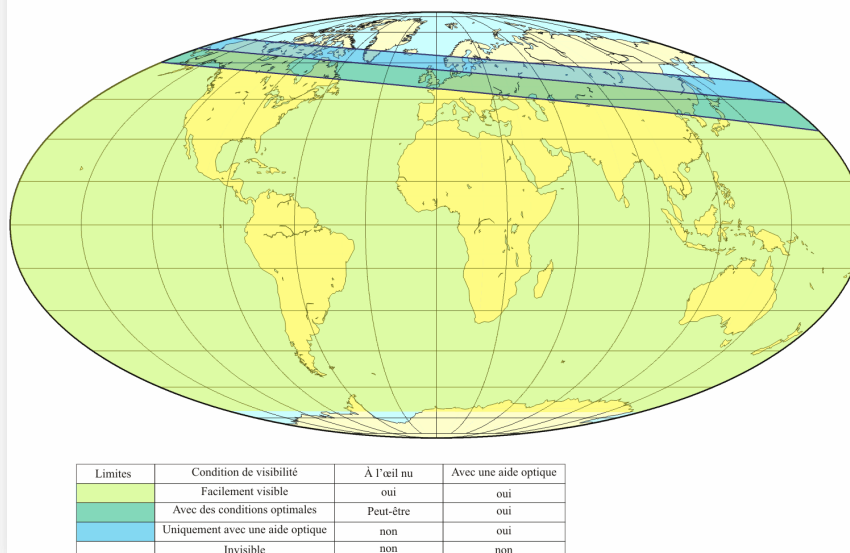 Limites Condition de visibilité À l’œil nu Avec une aide optique
Facilement visible oui oui
Avec des conditions optimales Peut-être oui
Uniquement avec une aide optique non oui
Invisible non non